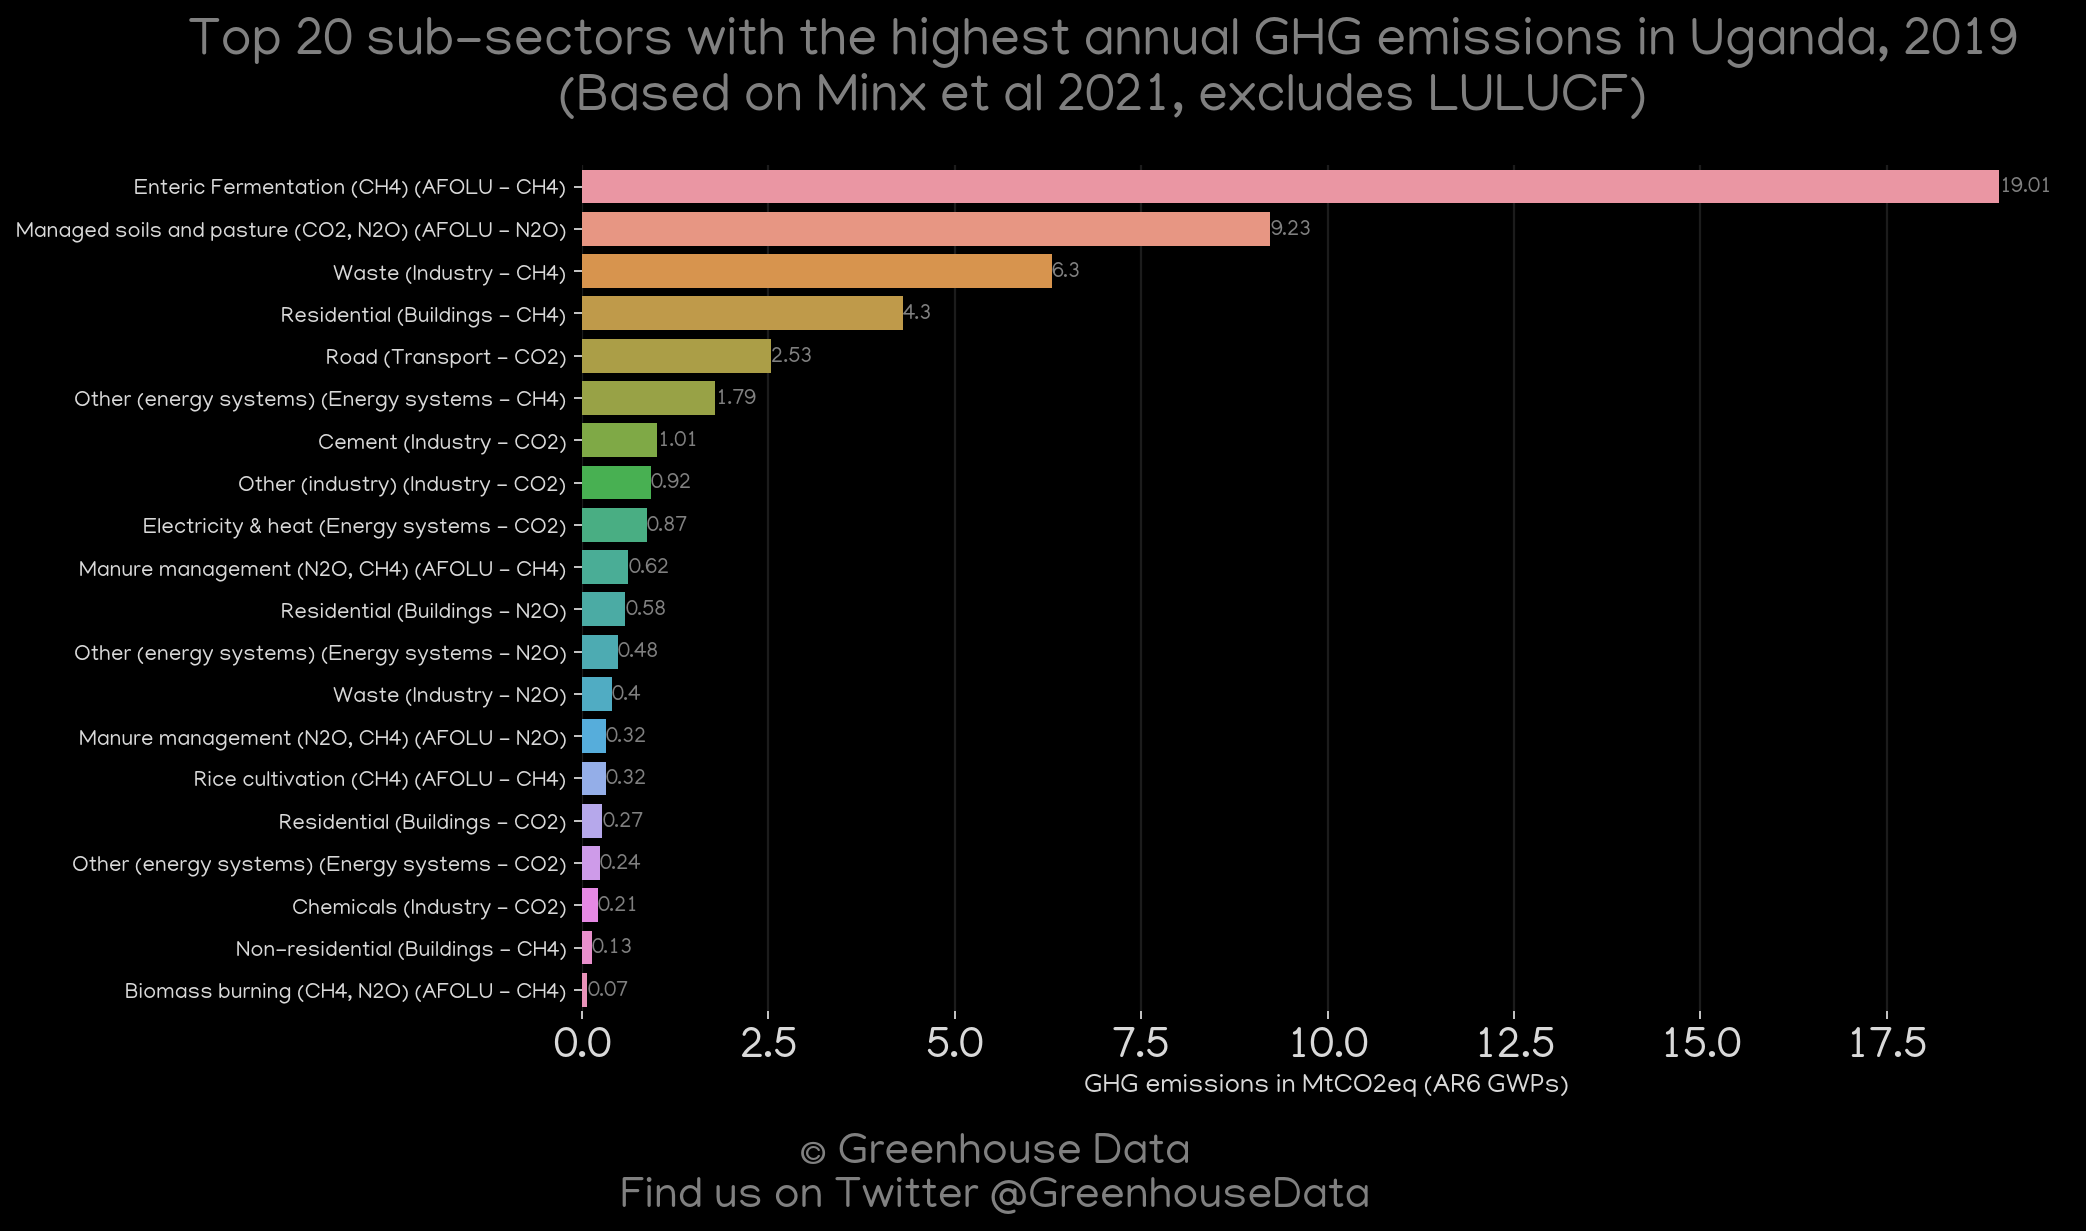 Top 20 sub-sectors with the highest annual GHG emissions in Uganda, 2019
(Based on Minx et al 2021, excludes LULUCF)
Enteric Fermentation (CH4) (AFOLU - CH4) 19.01
Managed soils and pasture (CO2, N2O) (AFOLU - N2O) 9.23
Waste (Industry - CH4) 6.3
Residential (Buildings - CH4) 4.3
Road (Transport - CO2) 2.53
Other (energy systems) (Energy systems - CH4) 1.79
Cement (Industry - CO2) 1.01
Other (industry) (Industry - CO2) 0.92
Electricity & heat (Energy systems - CO2) 0.87
Manure management (N2O, CH4) (AFOLU - CH4) 0.62
Residential (Buildings - N2O) 0.58
Other (energy systems) (Energy systems - N2O) 0.48
Waste (Industry - N2O) 0.4
Manure management (N2O, CH4) (AFOLU - N2O) 0.32
Rice cultivation (CH4) (AFOLU - CH4) 0.32
Residential (Buildings - CO2) 0.27
Other (energy systems) (Energy systems - CO2) 0.24
Chemicals (Industry - CO2) 0.21
Non-residential (Buildings - CH4) 0.13
Biomass burning (CH4, N2O) (AFOLU - CH4) 0.07
0.0 2.5 5.0 7.5 10.0 12.5 15.0 17.5
GHG emissions in MtCO2eq (AR6 GWPs)
© Greenhouse Data
Find us on Twitter @GreenhouseData